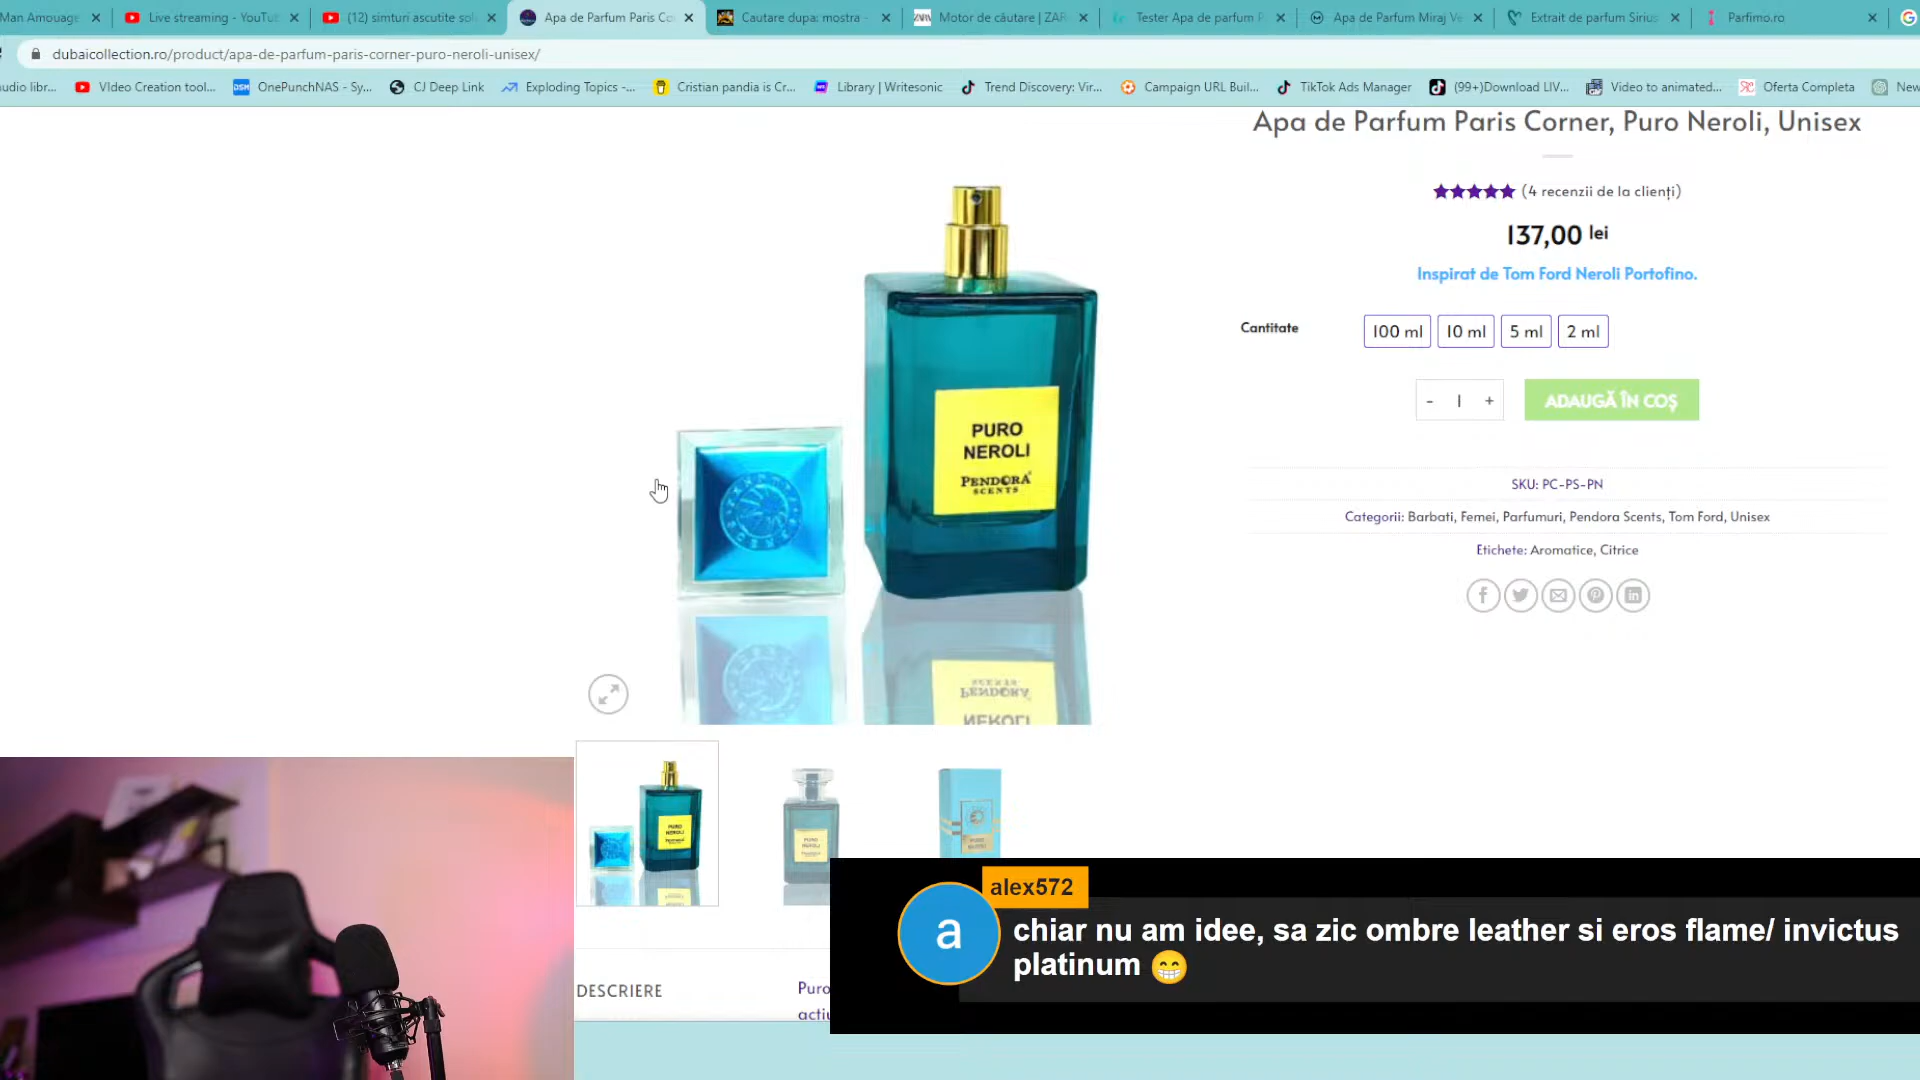 Man Amouage
Live streaming - YouTu
(12) simturi ascutite sol
Apa de Parfum Paris Co
Cautare dupa: mostra -
Motor de căutare | ZAR
Tester Apa de parfum P
Apa de Parfum Miraj Ve
Extrait de parfum Sirius
Parfimo.ro
dubaicollection.ro/product/apa-de-parfum-paris-corner-puro-neroli-unisex/
udio libr...
VIdeo Creation tool...
OnePunchNAS - Sy...
CJ Deep Link
Exploding Topics -...
Cristian pandia is Cr...
Library | Writesonic
Trend Discovery: Vir...
Campaign URL Buil...
TikTok Ads Manager
(99+)Download LIV...
Video to animated...
Oferta Completa
New
Apa de Parfum Paris Corner, Puro Neroli, Unisex
(4 recenzii de la clienți)
137,00 lei
Inspirat de Tom Ford Neroli Portofino.
Cantitate
100 ml
10 ml
5 ml
2 ml
- 1 +
ADAUGĂ ÎN COȘ
SKU: PC-PS-PN
Categorii: Barbati, Femei, Parfumuri, Pendora Scents, Tom Ford, Unisex
Etichete: Aromatice, Citrice
PURO
NEROLI
PENDORA
SCENTS
DESCRIERE
Puro
actiu
alex572
a
chiar nu am idee, sa zic ombre leather si eros flame/ invictus
platinum 😁